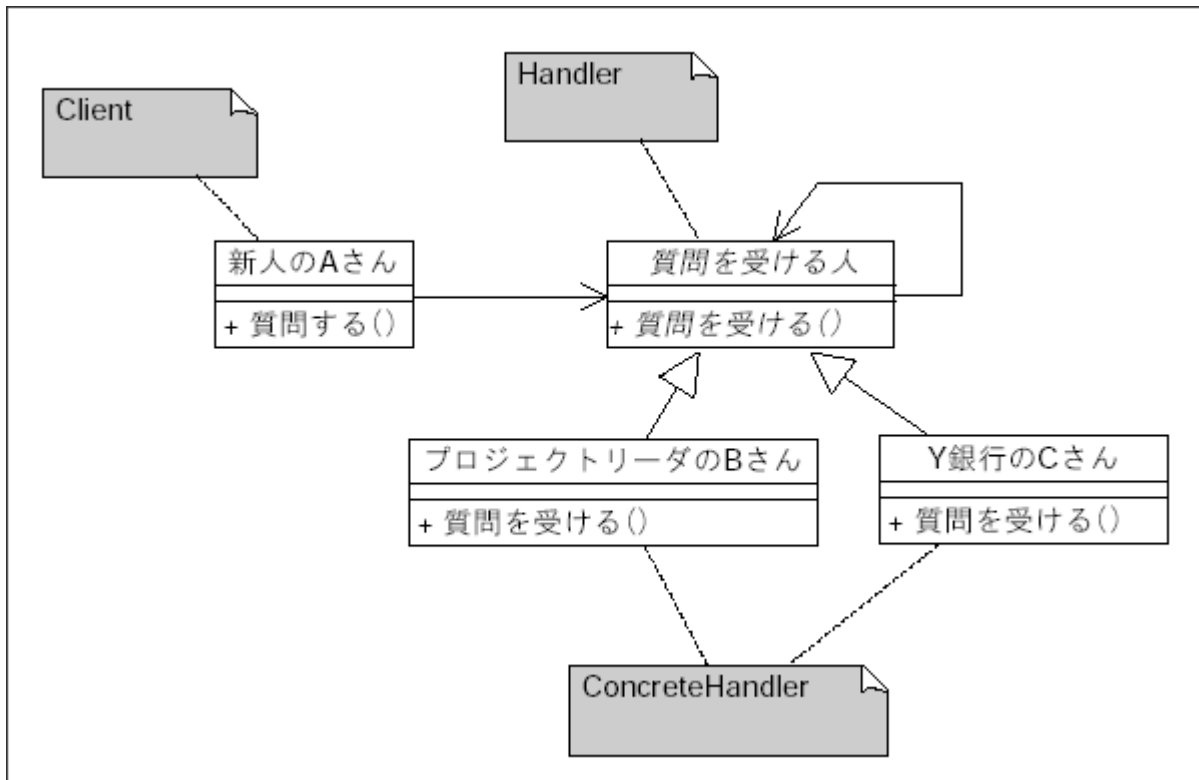 Handler
Client
新人のAさん
+ 質問する()
質問を受ける人
+ 質問を受ける()
プロジェクトリーダのBさん
+ 質問を受ける()
Y銀行のCさん
+ 質問を受ける()
ConcreteHandler